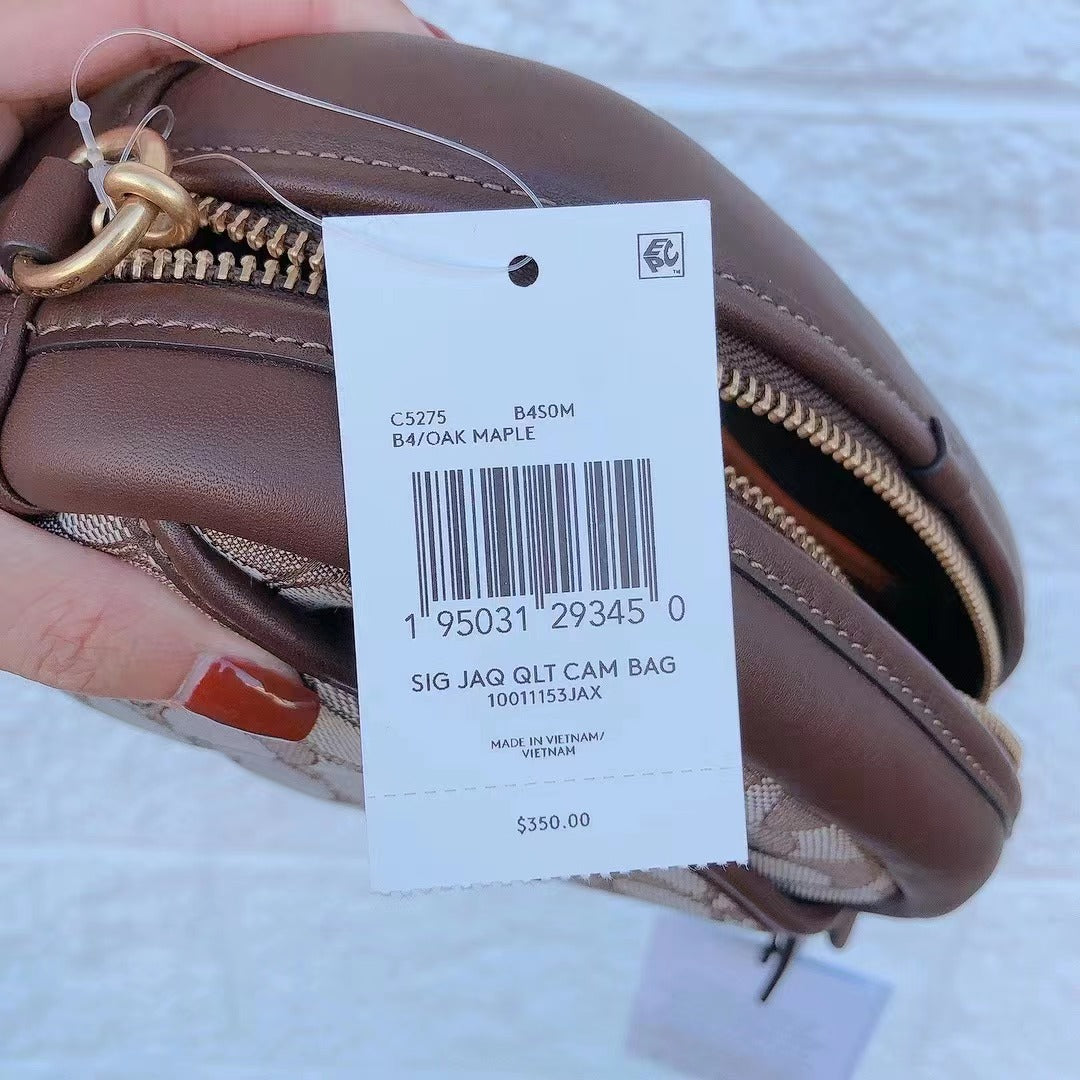 EPC™
C5275 B4S0M
B4/OAK MAPLE
1 95031 29345 0
SIG JAQ QLT CAM BAG
10011153JAX
MADE IN VIETNAM/
VIETNAM
$350.00